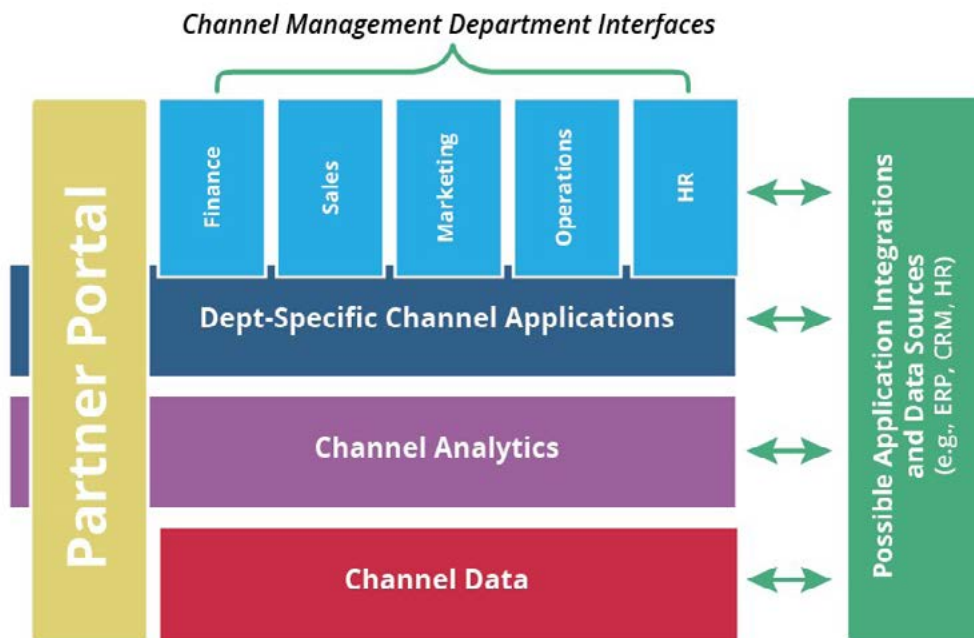 Channel Management Department Interfaces
Partner Portal
Finance
Sales
Marketing
Operations
HR
Dept-Specific Channel Applications
Channel Analytics
Channel Data
Possible Application Integrations
and Data Sources
(e.g., ERP, CRM, HR)